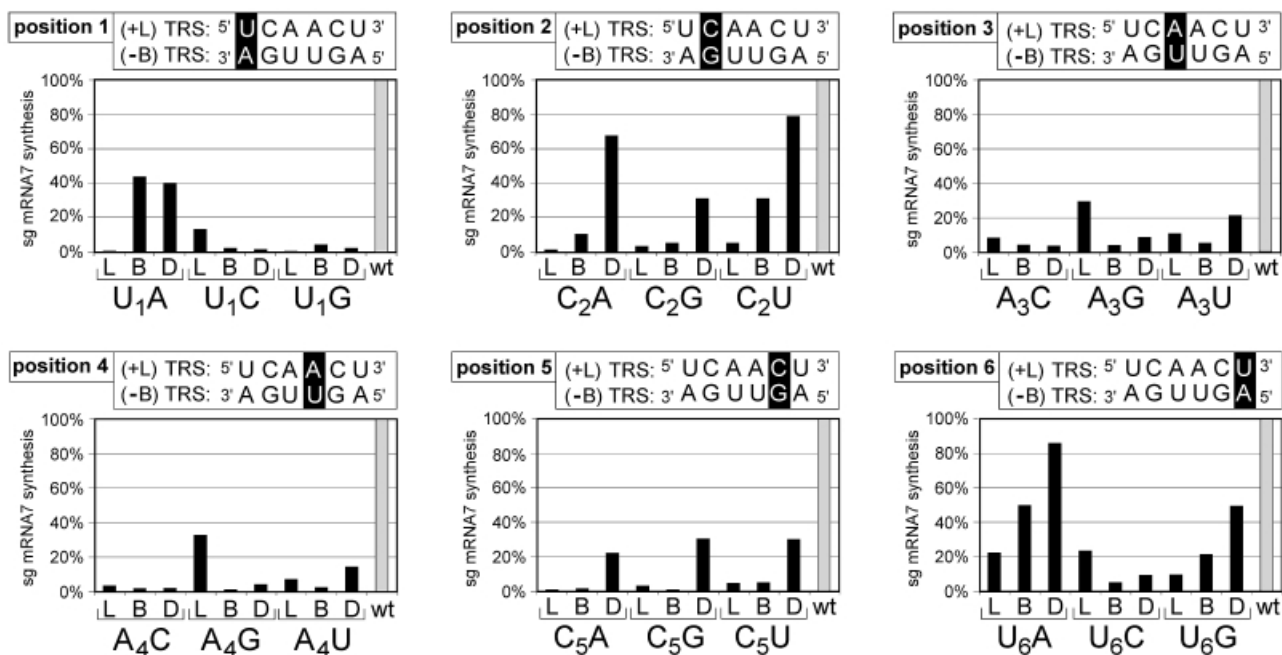 position 1 (+L) TRS: 5' U C A A C U 3'
(-B) TRS: 3' A G U U G A 5'
sg mRNA7 synthesis
100%
80%
60%
40%
20%
0%
L B D L B D L B D wt
U1A U1C U1G
position 2 (+L) TRS: 5' U C A A C U 3'
(-B) TRS: 3' A G U U G A 5'
sg mRNA7 synthesis
100%
80%
60%
40%
20%
0%
L B D L B D L B D wt
C2A C2G C2U
position 3 (+L) TRS: 5' U C A A C U 3'
(-B) TRS: 3' A G U U G A 5'
sg mRNA7 synthesis
100%
80%
60%
40%
20%
0%
L B D L B D L B D wt
A3C A3G A3U
position 4 (+L) TRS: 5' U C A A C U 3'
(-B) TRS: 3' A G U U G A 5'
sg mRNA7 synthesis
100%
80%
60%
40%
20%
0%
L B D L B D L B D wt
A4C A4G A4U
position 5 (+L) TRS: 5' U C A A C U 3'
(-B) TRS: 3' A G U U G A 5'
sg mRNA7 synthesis
100%
80%
60%
40%
20%
0%
L B D L B D L B D wt
C5A C5G C5U
position 6 (+L) TRS: 5' U C A A C U 3'
(-B) TRS: 3' A G U U G A 5'
sg mRNA7 synthesis
100%
80%
60%
40%
20%
0%
L B D L B D L B D wt
U6A U6C U6G